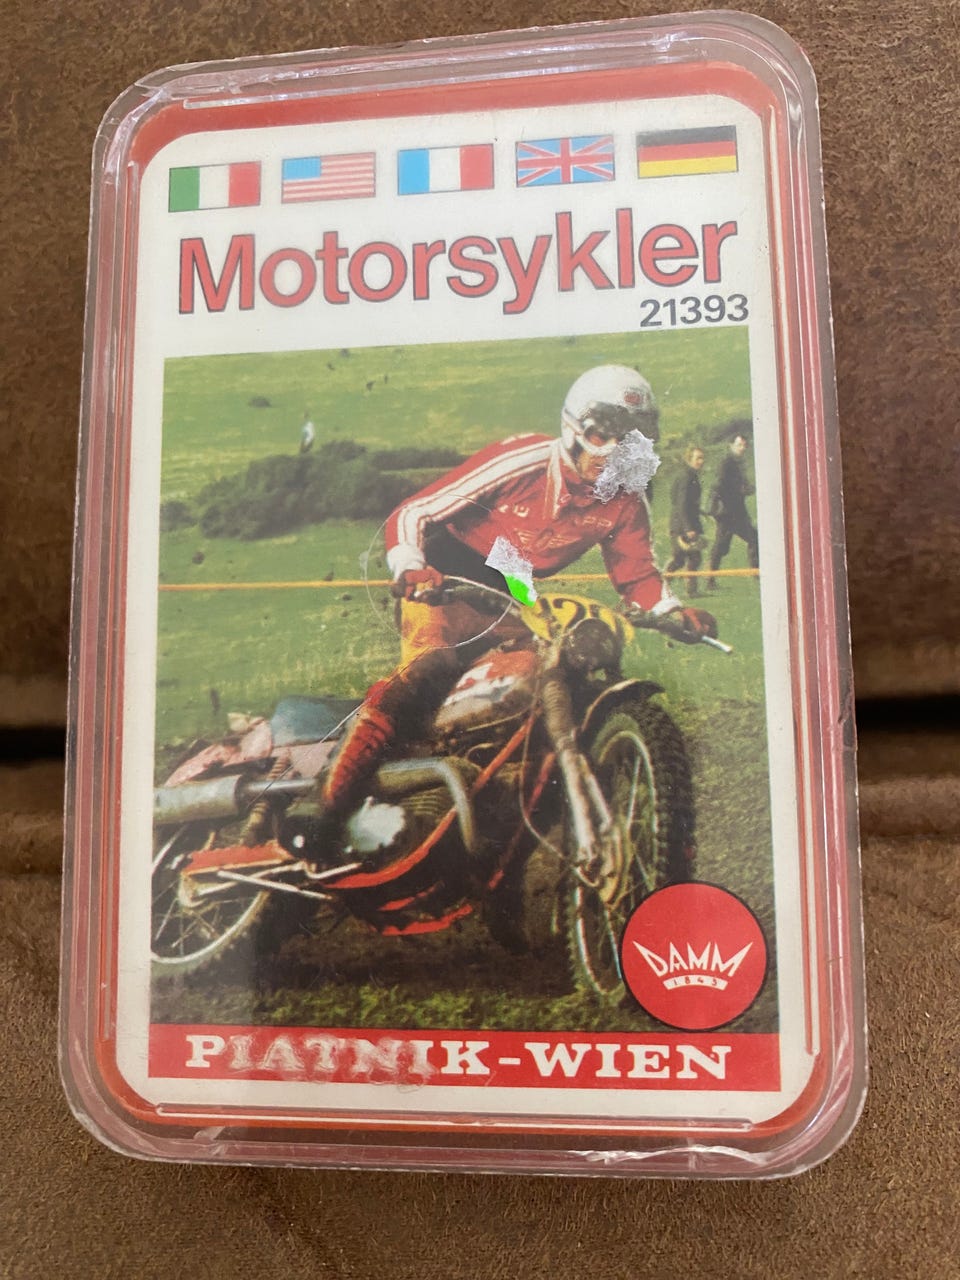 Motorsykler
21393
DAMM
1843
PIATNIK-WIEN